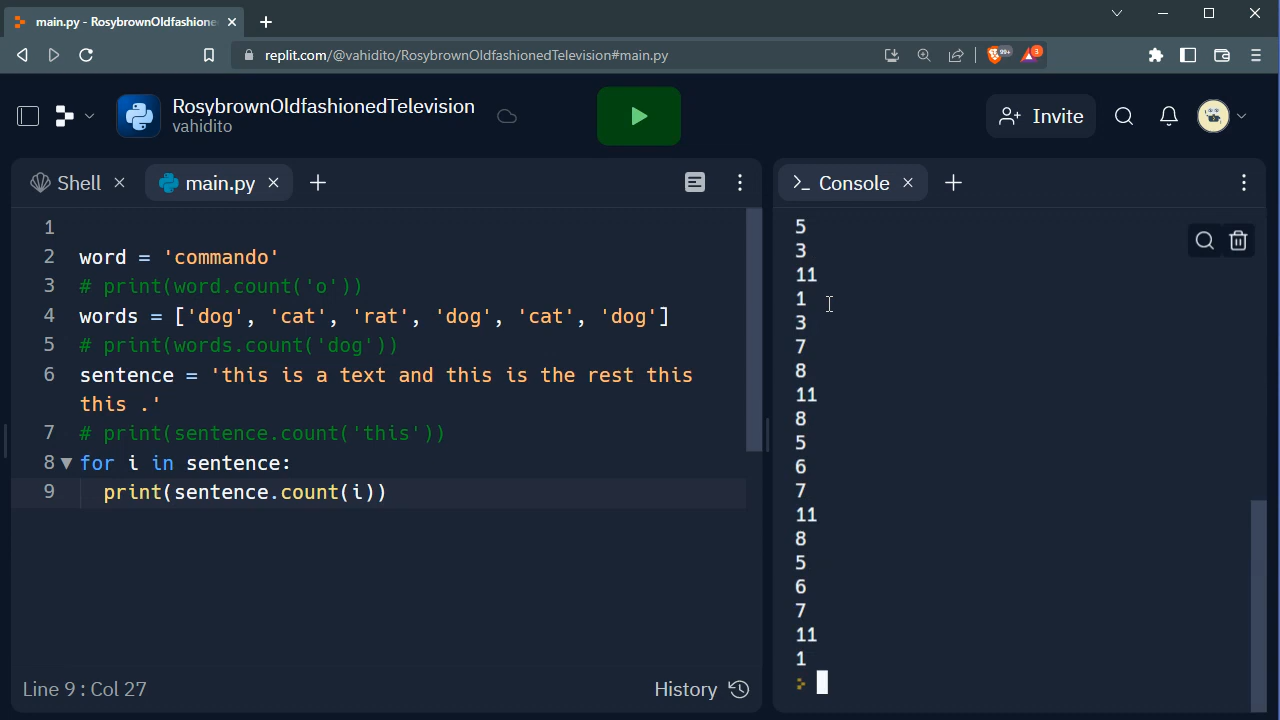 main.py - RosybrownOldfashione
replit.com/@vahidito/RosybrownOldfashionedTelevision#main.py
99+
3
RosybrownOldfashionedTelevision
vahidito
Invite
Shell
main.py
1
2 word = 'commando'
3 # print(word.count('o'))
4 words = ['dog', 'cat', 'rat', 'dog', 'cat', 'dog']
5 # print(words.count('dog'))
6 sentence = 'this is a text and this is the rest this
this .'
7 # print(sentence.count('this'))
8 for i in sentence:
9 print(sentence.count(i))
Line 9 : Col 27
History
>_ Console
5
3
11
1
3
7
8
11
8
5
6
7
11
8
5
6
7
11
1